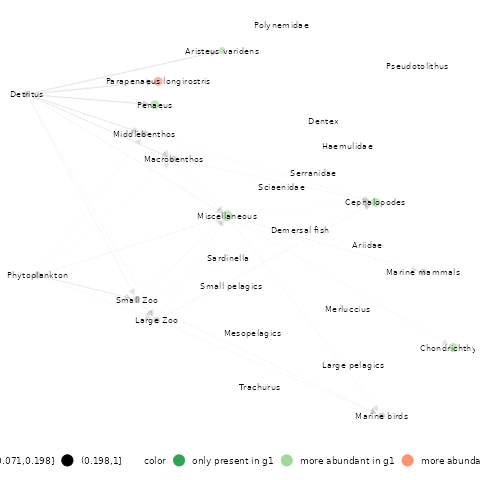 Polynemidae
Aristeus varidens
Pseudotolithus
Parapenaeus longirostris
Detritus
Penaeus
Dentex
Middlebenthos
Haemulidae
Macrobenthos
Serranidae
Sciaenidae
Cephalopodes
Miscellaneous
Demersal fish
Ariidae
Sardinella
Marine mammals
Phytoplankton
Small pelagics
Small Zoo
Merluccius
Large Zoo
Mesopelagics
Chondrichthy
Large pelagics
Trachurus
Marine birds
0.071,0.198] (0.198,1] color only present in g1 more abundant in g1 more abunda